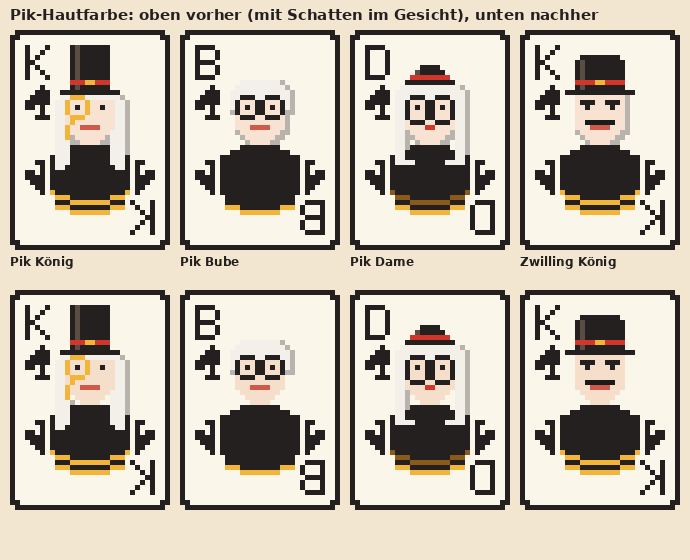 Pik-Hautfarbe: oben vorher (mit Schatten im Gesicht), unten nachher
K B D K
K B D K
Pik König Pik Bube Pik Dame Zwilling König
K B D K
K B D K